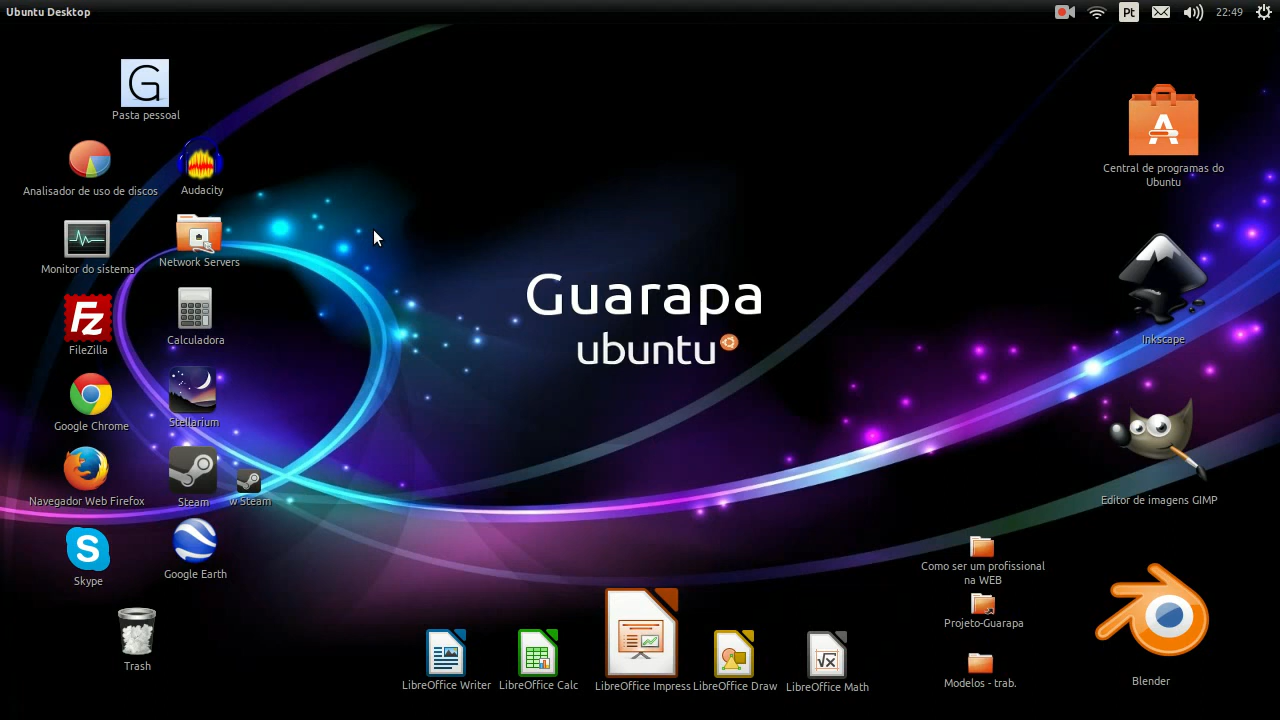 Ubuntu Desktop
Pt
22:49
G
Pasta pessoal
Analisador de uso de discos
Audacity
Central de programas do
Ubuntu
Monitor do sistema
Network Servers
Guarapa
ubuntu
Fz
FileZilla
Calculadora
Inkscape
Google Chrome
Stellarium
Navegador Web Firefox
Steam
w Steam
Editor de imagens GIMP
S
Skype
Google Earth
Como ser um profissional
na WEB
Projeto-Guarapa
Trash
LibreOffice Writer
LibreOffice Calc
LibreOffice Impress
LibreOffice Draw
√x
LibreOffice Math
Modelos - trab.
Blender